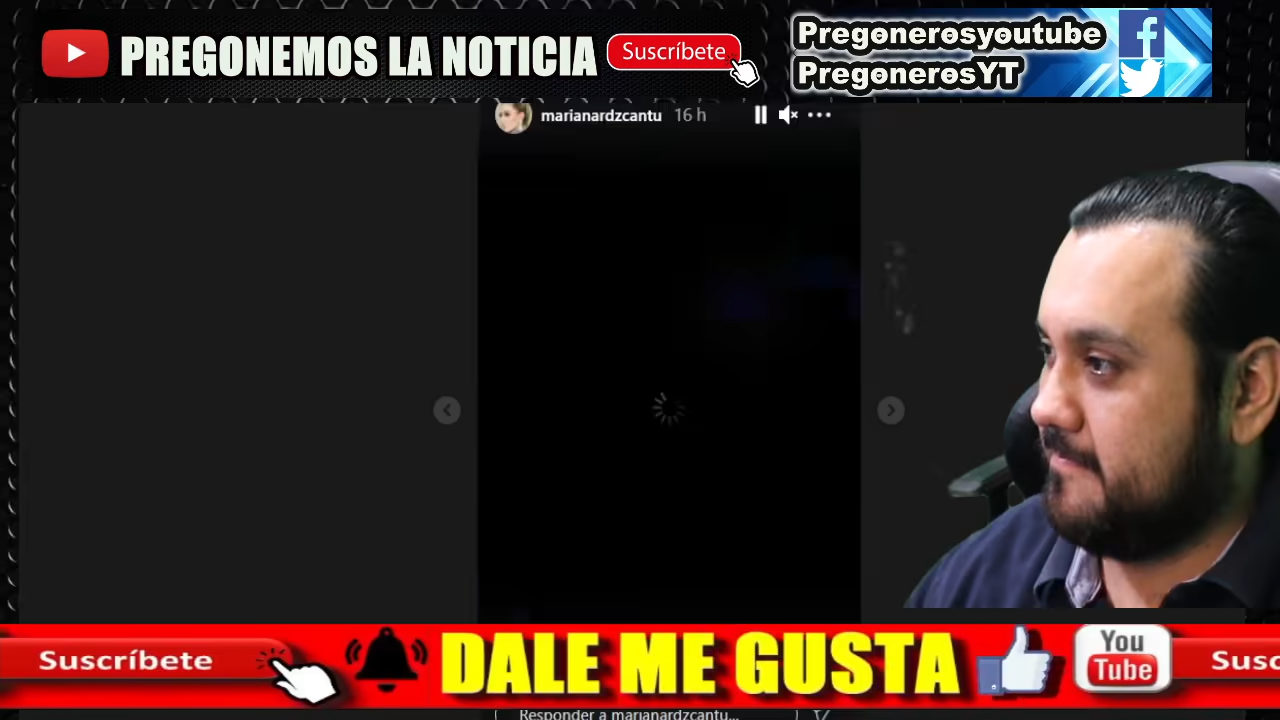 PREGONEMOS LA NOTICIA
Suscríbete
Pregonerosyoutube
PregonerosYT
marianardzcantu 16 h
Suscríbete
DALE ME GUSTA
You
Tube
Susc
Responder a marianardzcantu...